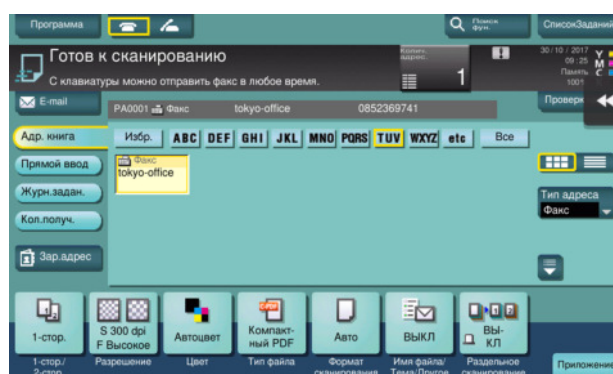 Программа
Поиск
фун.
СписокЗаданий
Готов к сканированию
С клавиатуры можно отправить факс в любое время.
Колич.
адрес.
1
30/10/2017
09:25
Память
Y
M
C
E-mail
PA0001 Факс tokyo-office 0852369741
Адр. книга
Избр. ABC DEF GHI JKL MNO PQRS TUV WXYZ etc Все
Прямой ввод
Факс
tokyo-office
Журн.задан.
Кол.получ.
Тип адреса
Факс
Зар.адрес
1-стор.
S 300 dpi
F Высокое
Автоцвет
Компакт-
ный PDF
Авто
ВЫКЛ
ВЫ-
КЛ
1-стор./
2-стор.
Разрешение
Цвет
Тип файла
Формат
сканирования
Имя файла/
Тема/Другое
Раздельное
сканирование